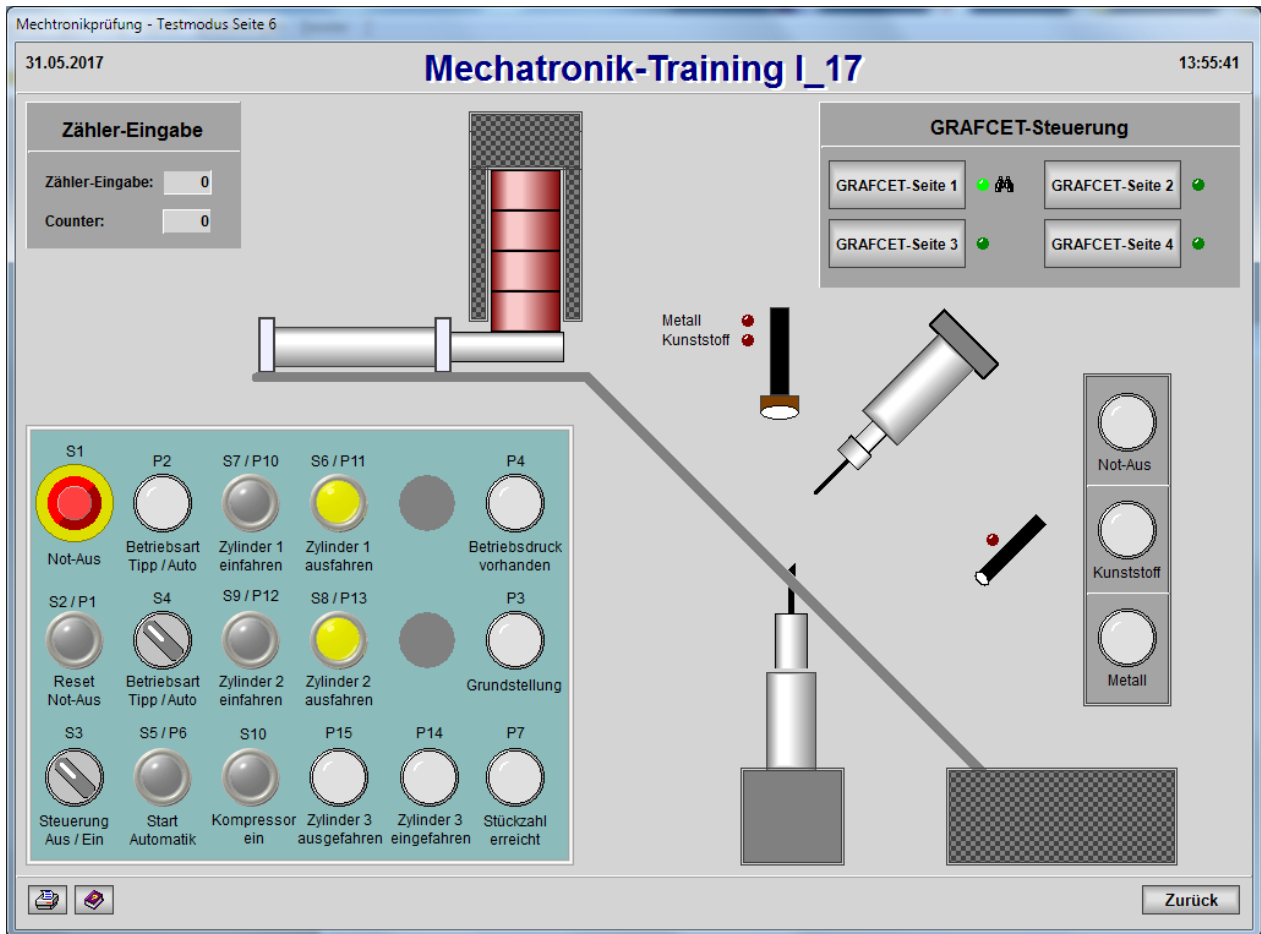 Mechtronikprüfung - Testmodus Seite 6
31.05.2017
Mechatronik-Training I_17
13:55:41
Zähler-Eingabe
Zähler-Eingabe: 0
Counter: 0
GRAFCET-Steuerung
GRAFCET-Seite 1
GRAFCET-Seite 2
GRAFCET-Seite 3
GRAFCET-Seite 4
Metall
Kunststoff
Not-Aus
Kunststoff
Metall
S1
P2
S7 / P10
S6 / P11
P4
Not-Aus
Betriebsart
Tipp / Auto
Zylinder 1
einfahren
Zylinder 1
ausfahren
Betriebsdruck
vorhanden
S2 / P1
S4
S9 / P12
S8 / P13
P3
Reset
Not-Aus
Betriebsart
Tipp / Auto
Zylinder 2
einfahren
Zylinder 2
ausfahren
Grundstellung
S3
S5 / P6
S10
P15
P14
P7
Steuerung
Aus / Ein
Start
Automatik
Kompressor
ein
Zylinder 3
ausgefahren
Zylinder 3
eingefahren
Stückzahl
erreicht
Zurück